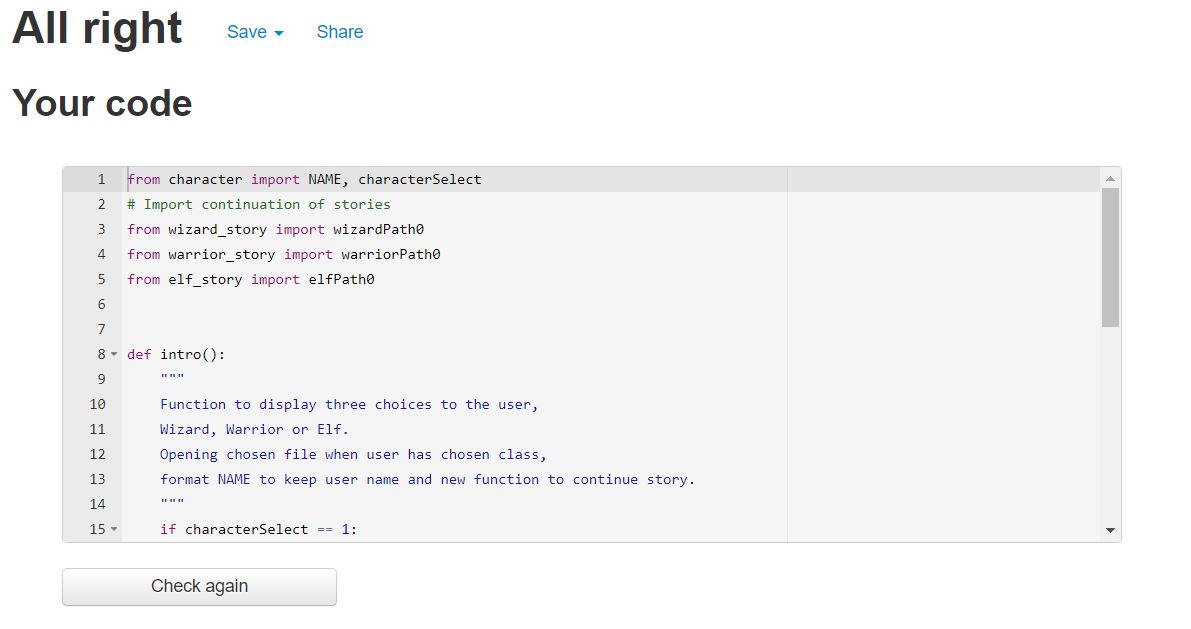 All right Save Share
Your code
1 from character import NAME, characterSelect
2 # Import continuation of stories
3 from wizard_story import wizardPath0
4 from warrior_story import warriorPath0
5 from elf_story import elfPath0
6
7
8 def intro():
9 """
10 Function to display three choices to the user,
11 Wizard, Warrior or Elf.
12 Opening chosen file when user has chosen class,
13 format NAME to keep user name and new function to continue story.
14 """
15 if characterSelect == 1:
Check again